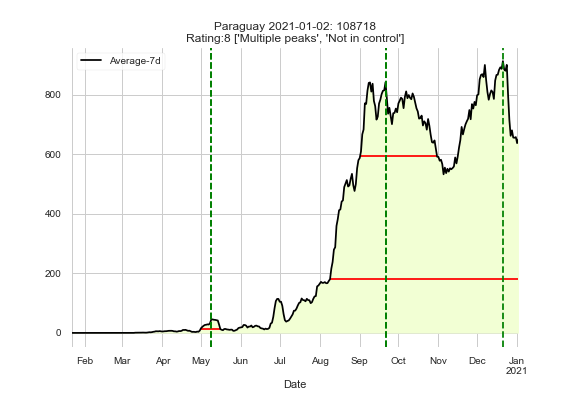 Paraguay 2021-01-02: 108718
Rating:8 ['Multiple peaks', 'Not in control']
Average-7d
800
600
400
200
0
Feb Mar Apr May Jun Jul Aug Sep Oct Nov Dec Jan
2021
Date